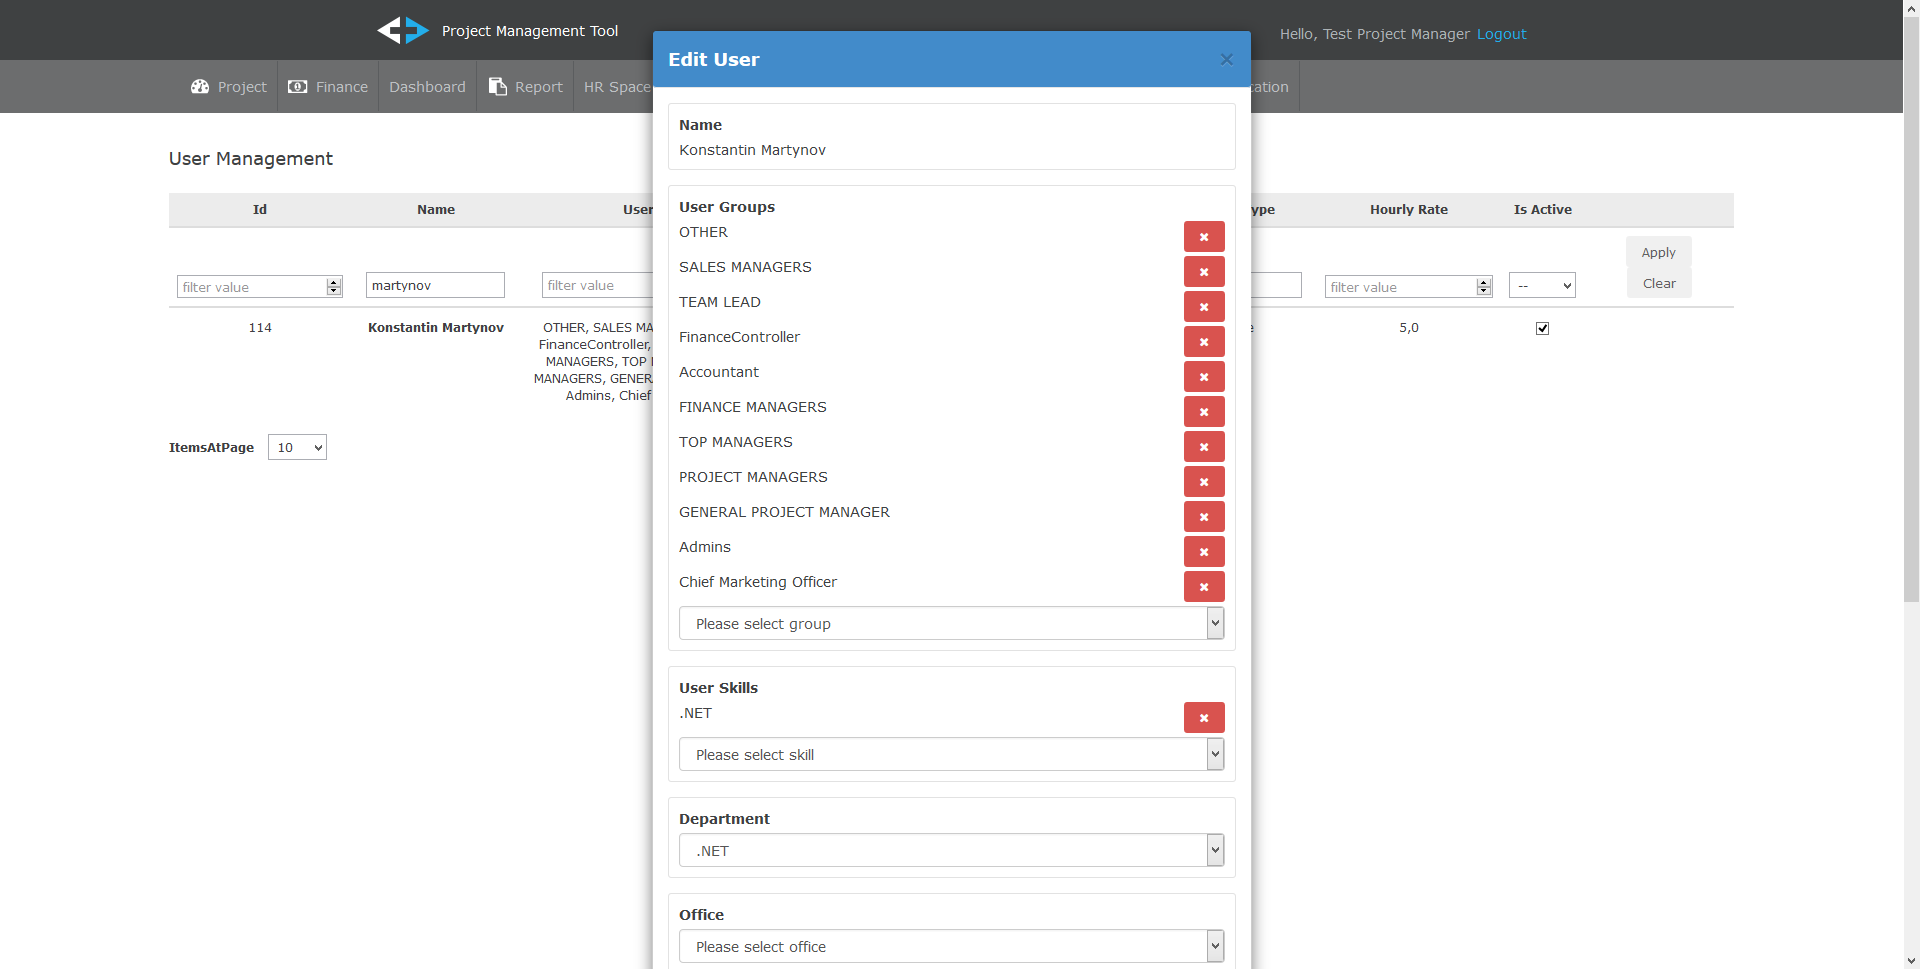 Project Management Tool
Hello, Test Project Manager Logout
Project Finance Dashboard Report HR Space
Edit User ×
User Management
Id Name User Hourly Rate Is Active
filter value martynov filter value filter value -- Apply
Clear
114 Konstantin Martynov OTHER, SALES MA 5,0
FinanceController,
MANAGERS, TOP
MANAGERS, GENER
Admins, Chief
ItemsAtPage 10
Name
Konstantin Martynov
User Groups
OTHER
SALES MANAGERS
TEAM LEAD
FinanceController
Accountant
FINANCE MANAGERS
TOP MANAGERS
PROJECT MANAGERS
GENERAL PROJECT MANAGER
Admins
Chief Marketing Officer
Please select group
User Skills
.NET
Please select skill
Department
.NET
Office
Please select office